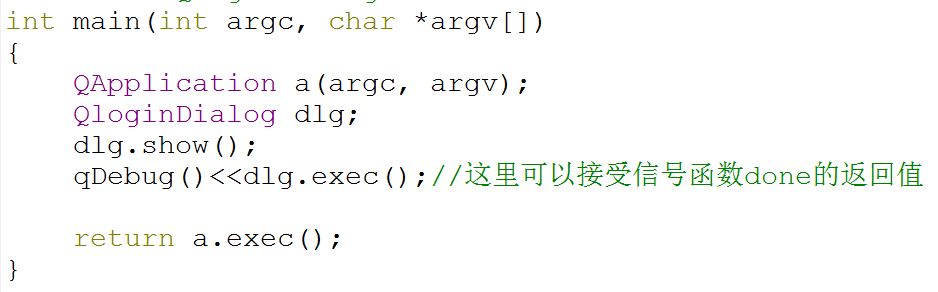 int main(int argc, char *argv[])
{
    QApplication a(argc, argv);
    QloginDialog dlg;
    dlg.show();
    qDebug()<<dlg.exec();//这里可以接受信号函数done的返回值

    return a.exec();
}